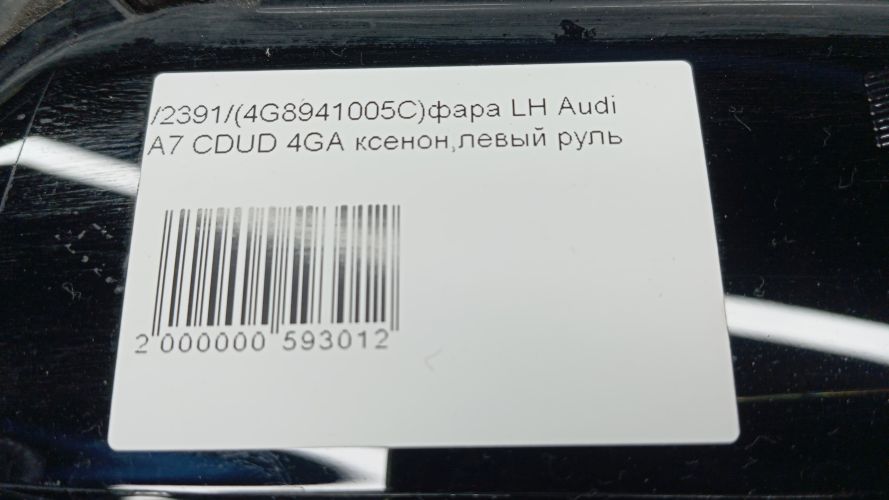 /2391/(4G8941005C)фара LH Audi
A7 CDUD 4GA ксенон,левый руль
2 000000 593012